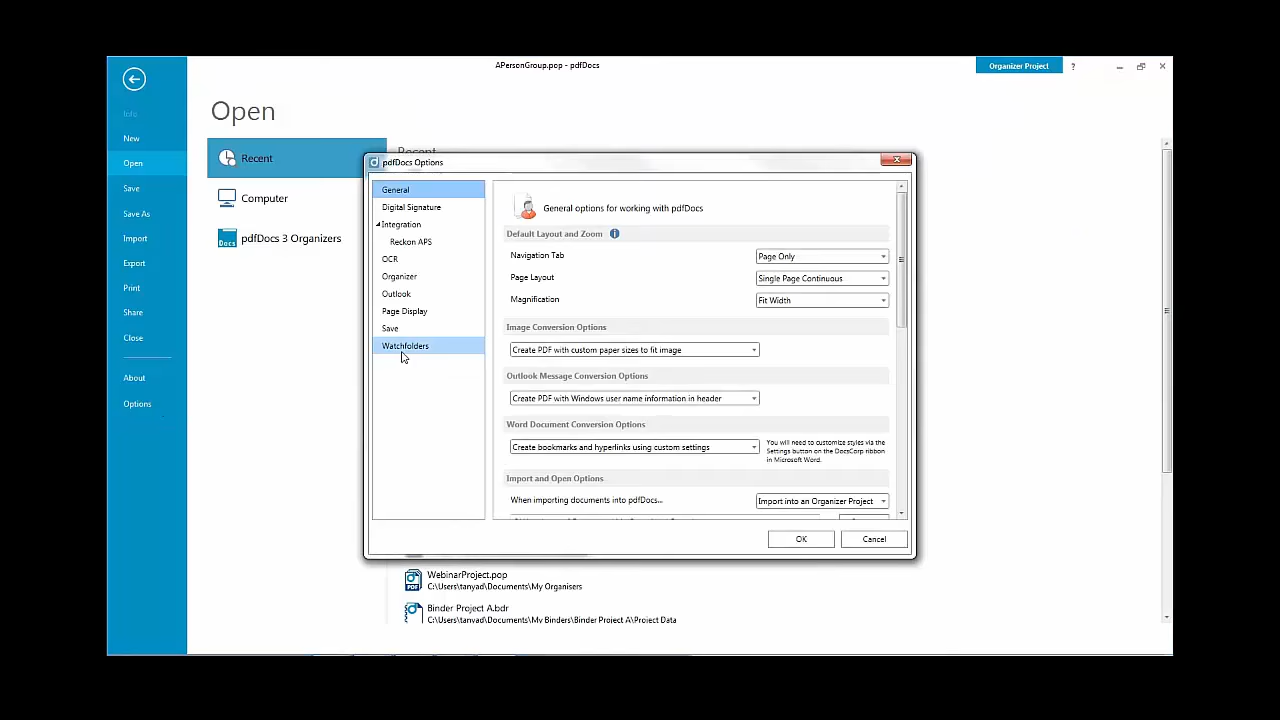 APersonGroup.pop - pdfDocs
Organizer Project
?
Info
New
Open
Save
Save As
Import
Export
Print
Share
Close
About
Options
Open
Recent
Computer
Docs
pdfDocs 3 Organizers
Recent
pdfDocs Options
General
Digital Signature
Integration
Reckon APS
OCR
Organizer
Outlook
Page Display
Save
Watchfolders
General options for working with pdfDocs
Default Layout and Zoom
Navigation Tab
Page Only
Page Layout
Single Page Continuous
Magnification
Fit Width
Image Conversion Options
Create PDF with custom paper sizes to fit image
Outlook Message Conversion Options
Create PDF with Windows user name information in header
Word Document Conversion Options
Create bookmarks and hyperlinks using custom settings
You will need to customize styles via the
Settings button on the DocsCorp ribbon
in Microsoft Word.
Import and Open Options
When importing documents into pdfDocs...
Import into an Organizer Project
OK
Cancel
WebinarProject.pop
C:\Users\tanyad\Documents\My Organisers
Binder Project A.bdr
C:\Users\tanyad\Documents\My Binders\Binder Project A\Project Data